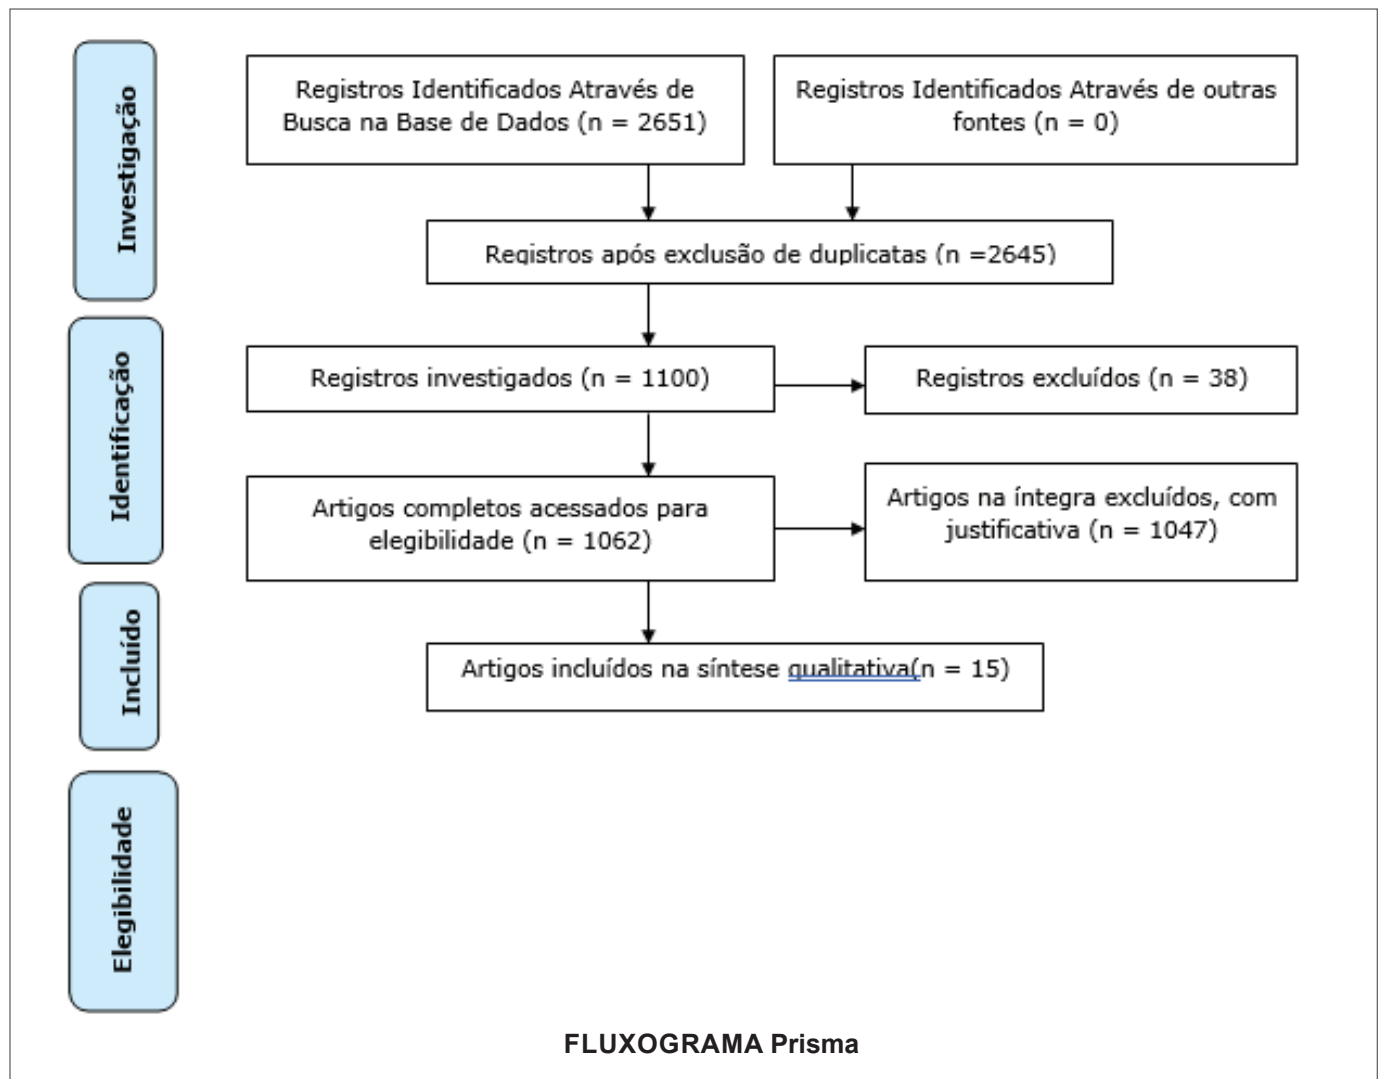 Investigação
Registros Identificados Através de
Busca na Base de Dados (n = 2651)
Registros Identificados Através de outras
fontes (n = 0)
Registros após exclusão de duplicatas (n =2645)
Identificação
Registros investigados (n = 1100)
Registros excluídos (n = 38)
Artigos completos acessados para
elegibilidade (n = 1062)
Artigos na íntegra excluídos, com
justificativa (n = 1047)
Incluído
Artigos incluídos na síntese qualitativa(n = 15)
Elegibilidade
FLUXOGRAMA Prisma